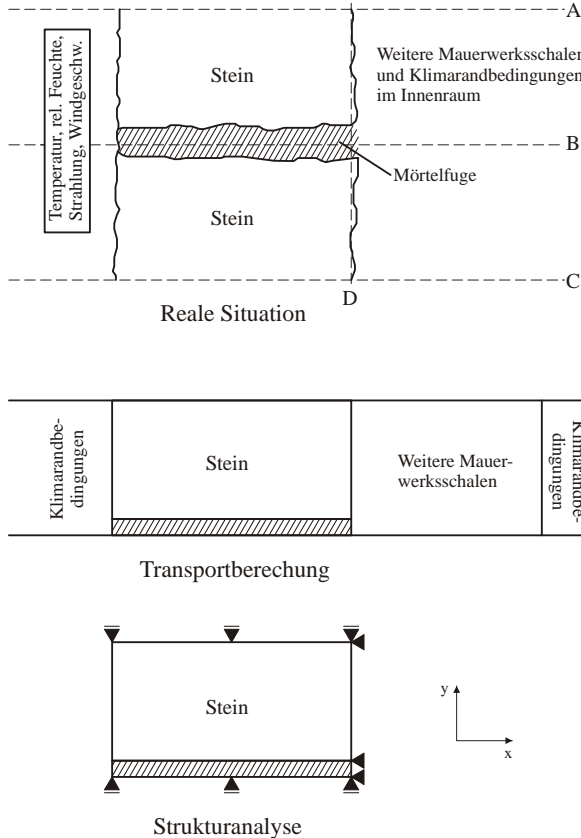 A
Stein
Weitere Mauerwerksschalen
und Klimarandbedingungen
im Innenraum
Temperatur, rel. Feuchte,
Strahlung, Windgeschw.
B
Mörtelfuge
Stein
C
D
Reale Situation
Klimarandbe-
dingungen
Stein
Weitere Mauer-
werksschalen
Klimarandbe-
dingungen
Transportberechung
Stein
y
x
Strukturanalyse